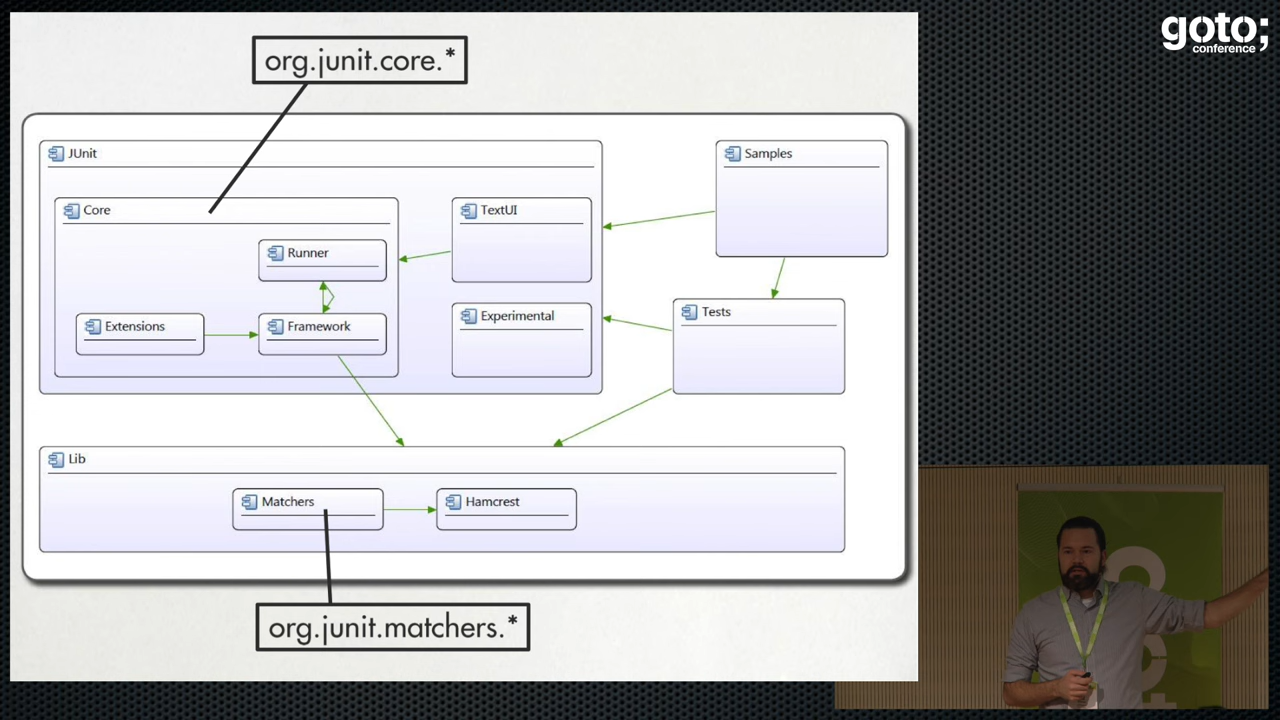 goto;
conference
org.junit.core.*
JUnit
Samples
Core
TextUI
Runner
Experimental
Tests
Extensions
Framework
Lib
Matchers
Hamcrest
org.junit.matchers.*